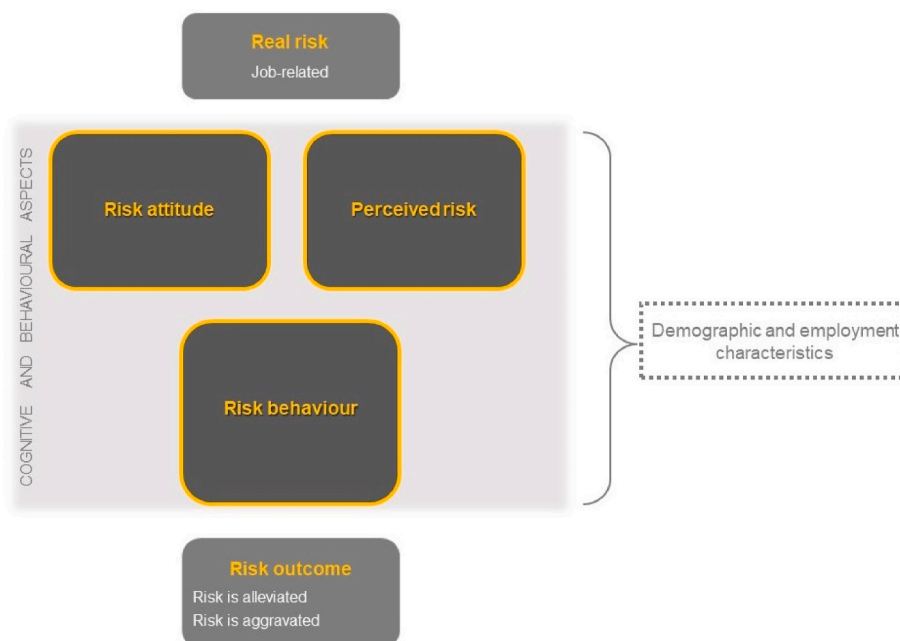 Real risk
Job-related
COGNITIVE AND BEHAVIOURAL ASPECTS
Risk attitude
Perceived risk
Risk behaviour
Demographic and employment
characteristics
Risk outcome
Risk is alleviated
Risk is aggravated